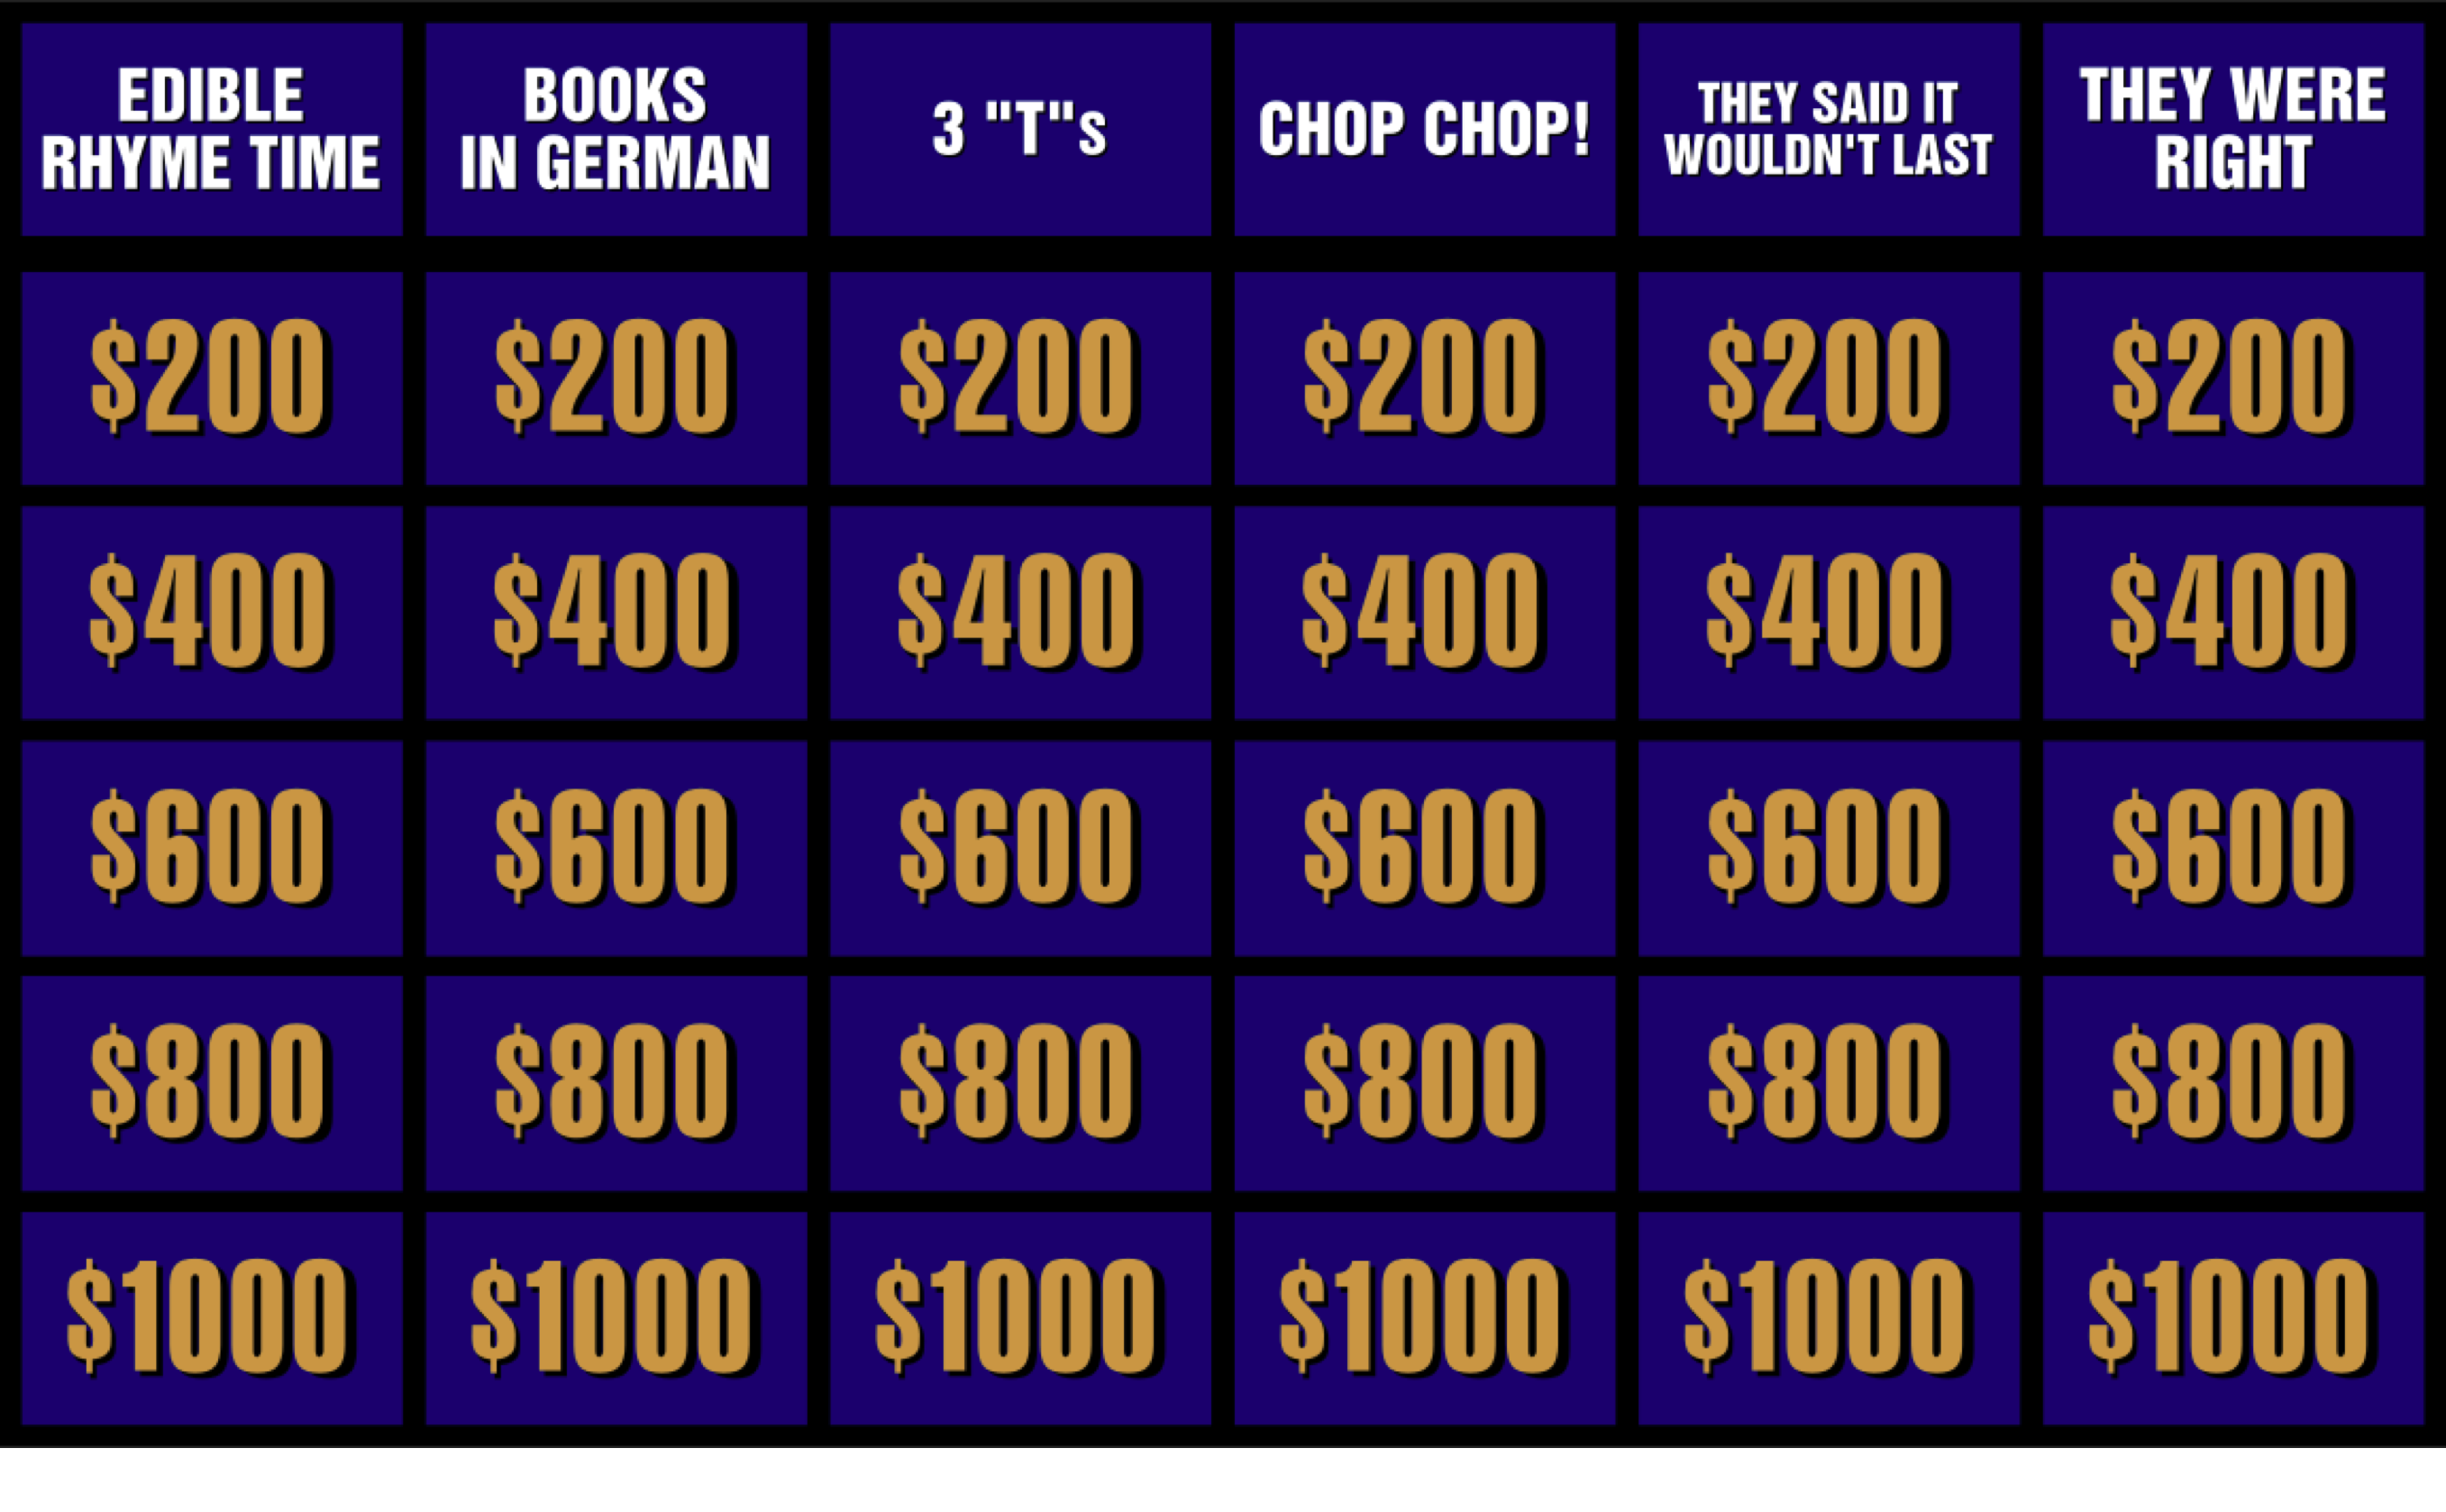 EDIBLE
RHYME TIME
BOOKS
IN GERMAN
3 "T"s
CHOP CHOP!
THEY SAID IT
WOULDN'T LAST
THEY WERE
RIGHT
$200 $200 $200 $200 $200 $200
$400 $400 $400 $400 $400 $400
$600 $600 $600 $600 $600 $600
$800 $800 $800 $800 $800 $800
$1000 $1000 $1000 $1000 $1000 $1000